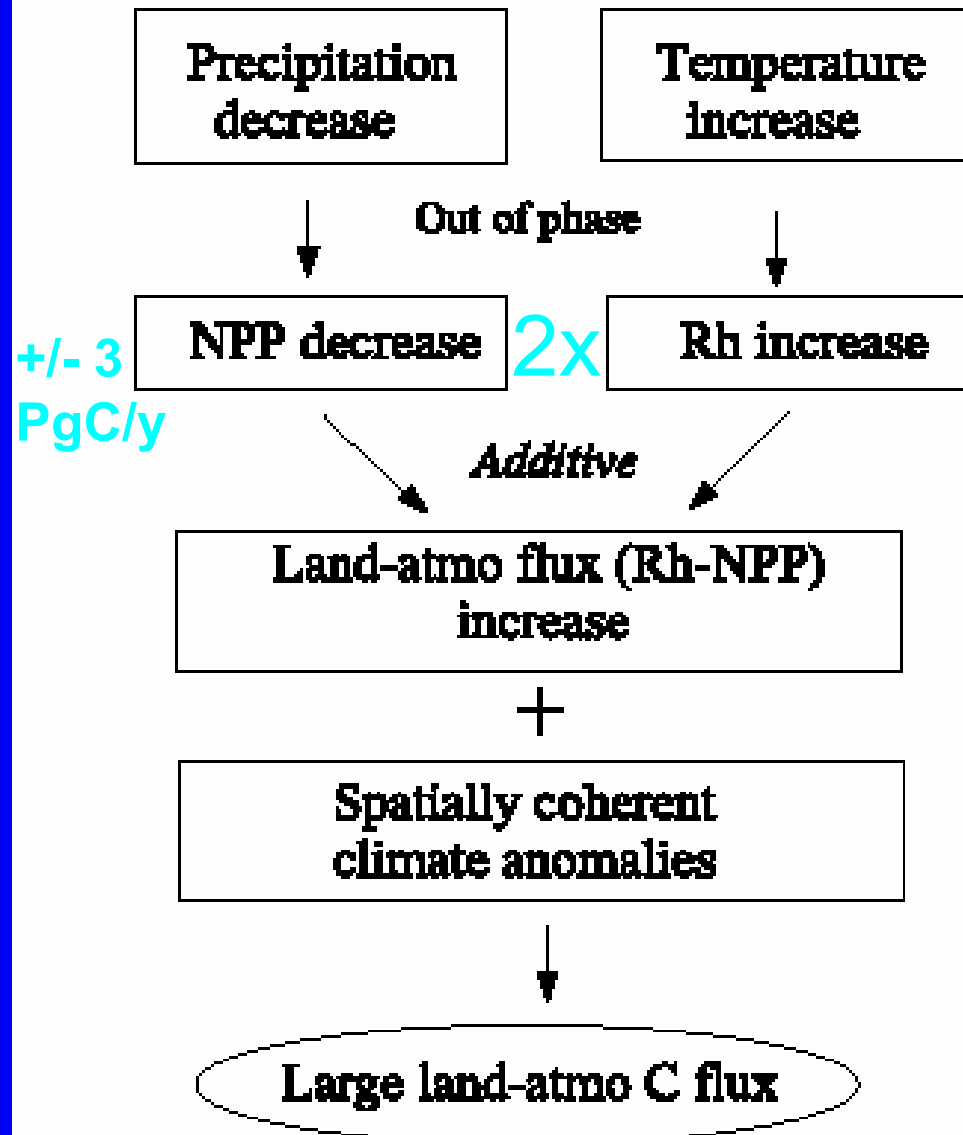 Precipitation
decrease
Temperature
increase
Out of phase
+/- 3
PgC/y
NPP decrease
2x
Rh increase
Additive
Land-atmo flux (Rh-NPP)
increase
+
Spatially coherent
climate anomalies
Large land-atmo C flux